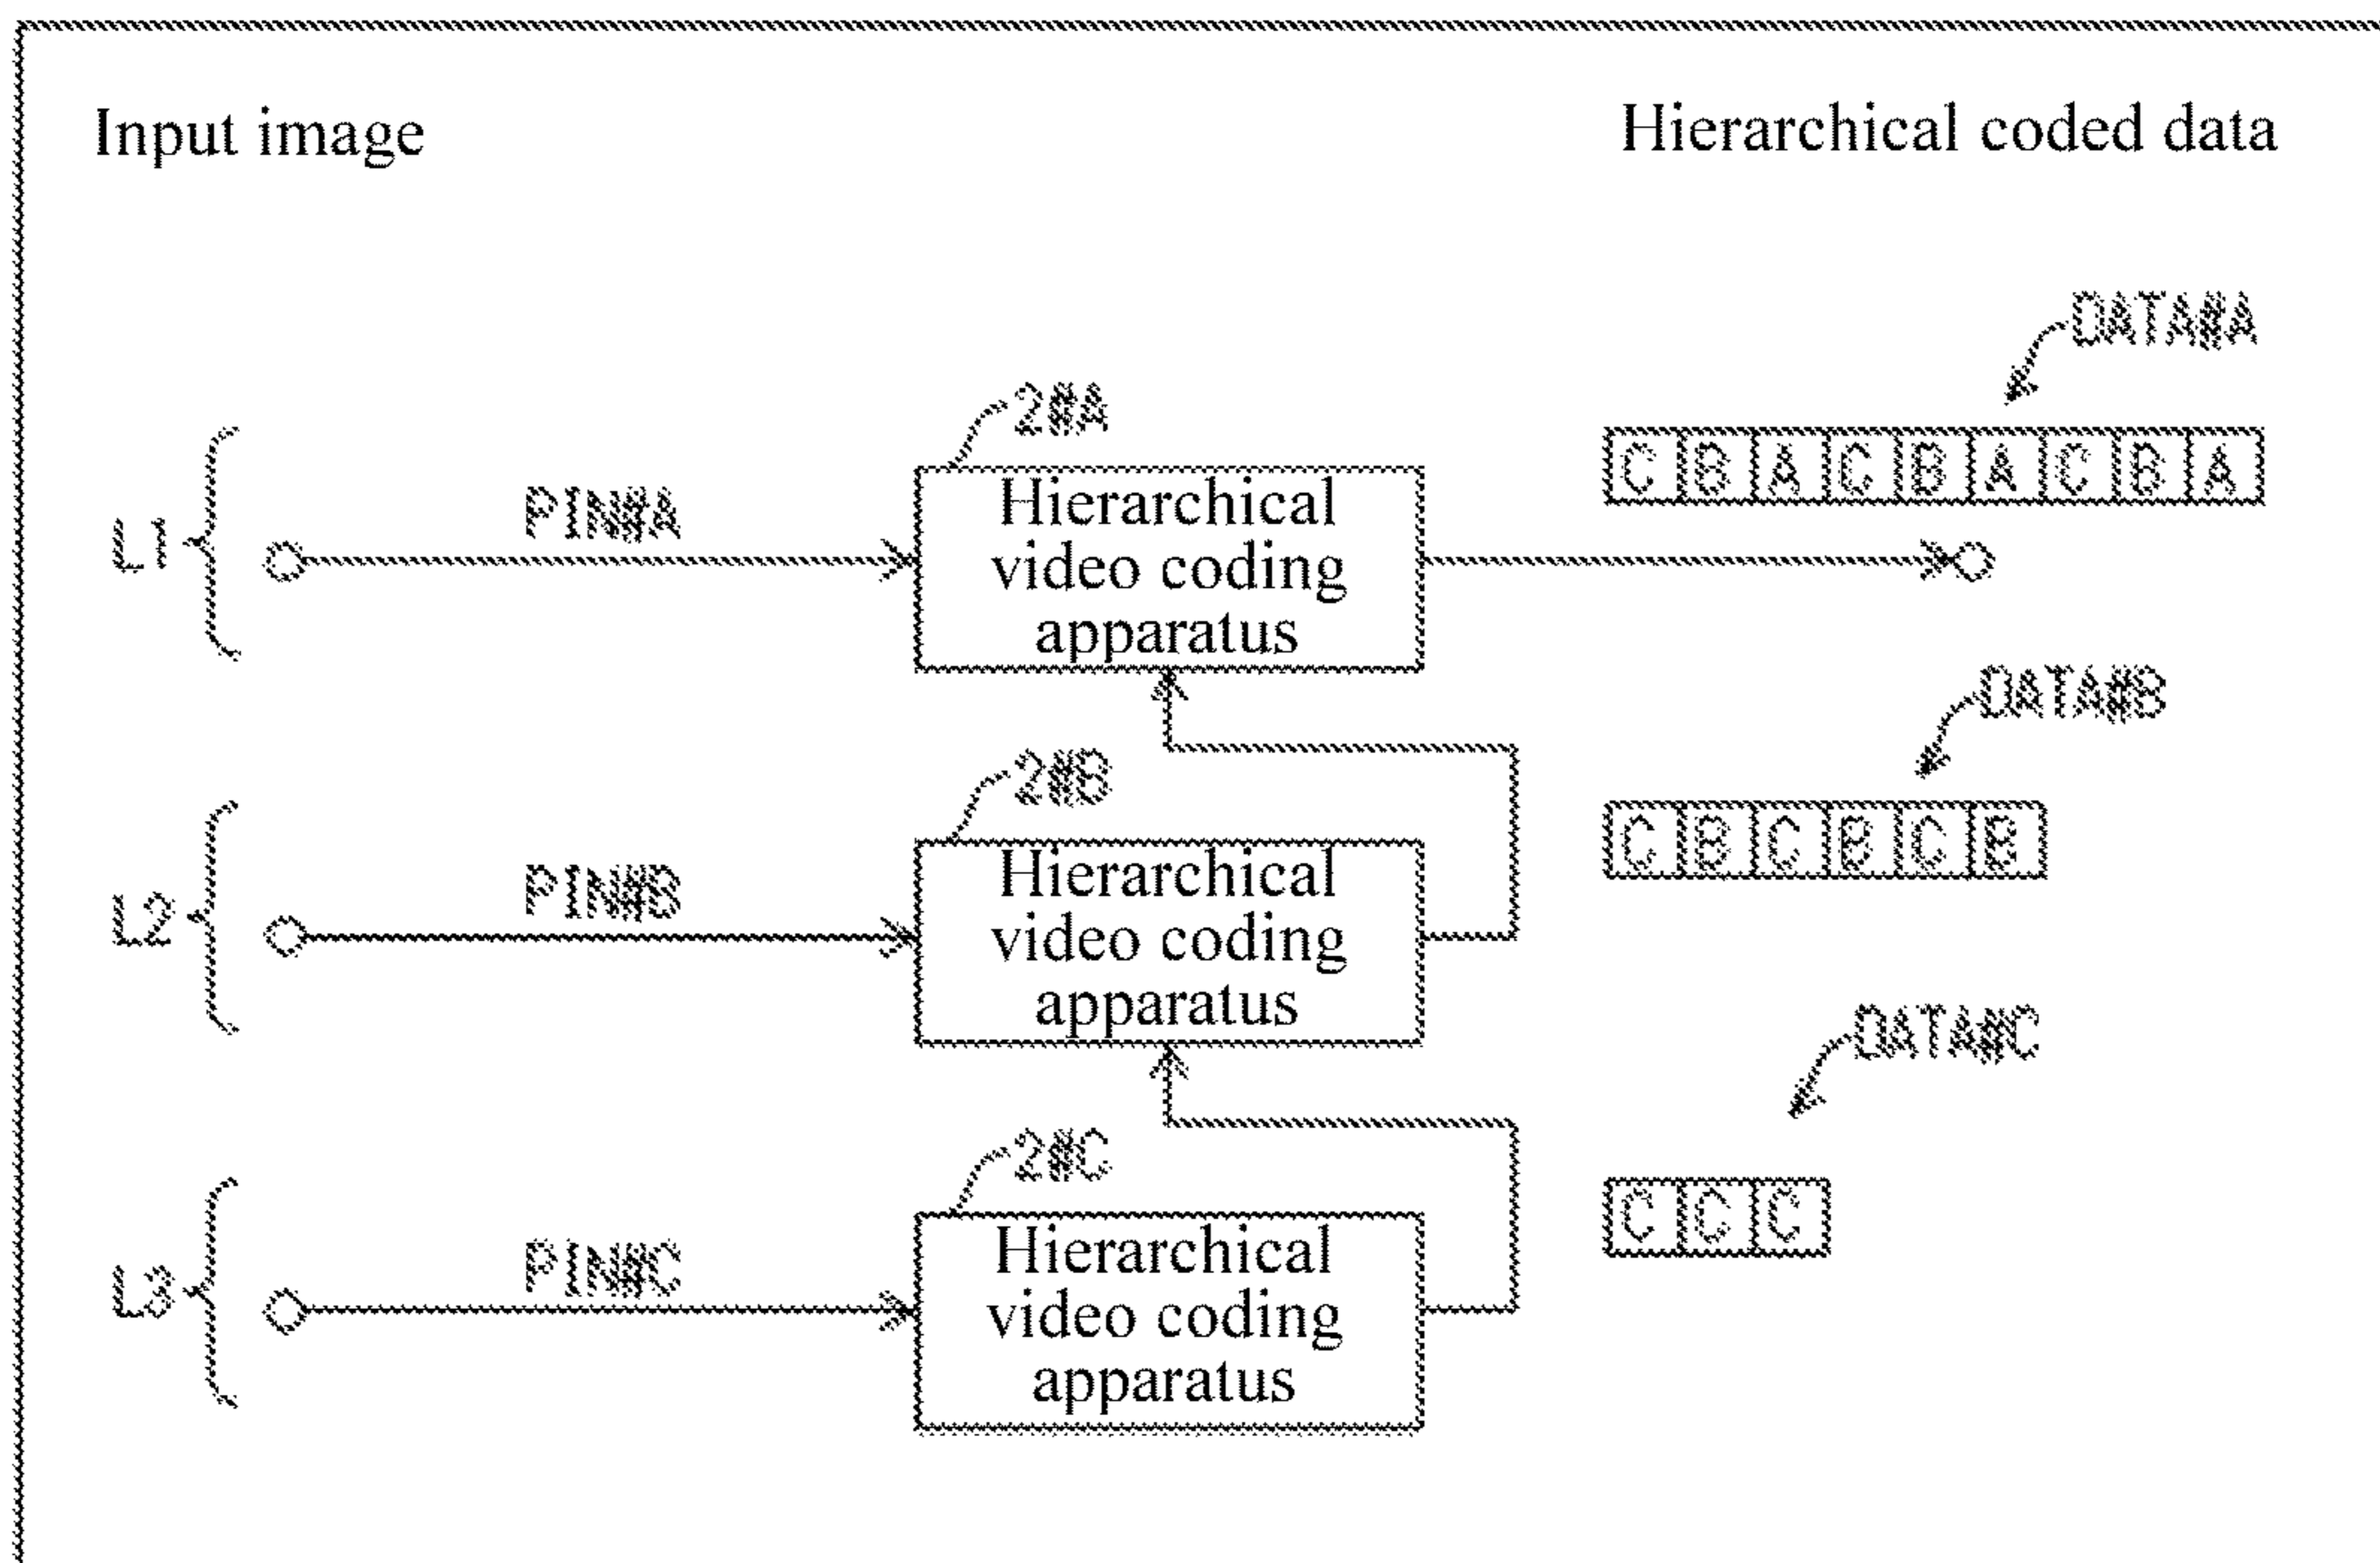 Input image
Hierarchical coded data
DATA#A
2#A
C B A C B A C B A
PIN#A
Hierarchical
video coding
apparatus
L1
DATA#B
2#B
C B C B C B
PIN#B
Hierarchical
video coding
apparatus
L2
DATA#C
2#C
C C C
PIN#C
Hierarchical
video coding
apparatus
L3